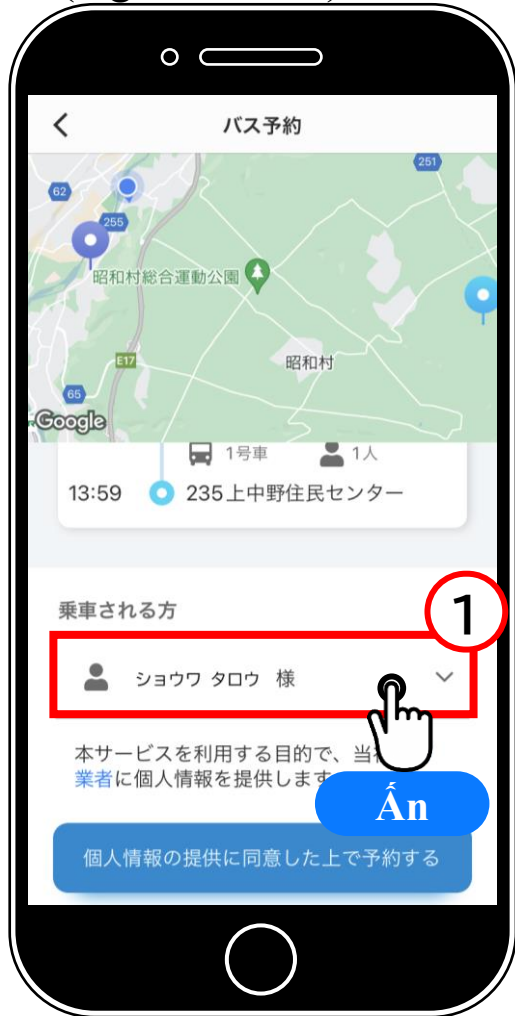 バス予約
251
62
255
昭和村総合運動公園
E17
昭和村
65
Google
1号車 1人
13:59 235上中野住民センター
乗車される方
1
ショウワ タロウ 様
本サービスを利用する目的で、当
業者に個人情報を提供します
Ấn
個人情報の提供に同意した上で予約する